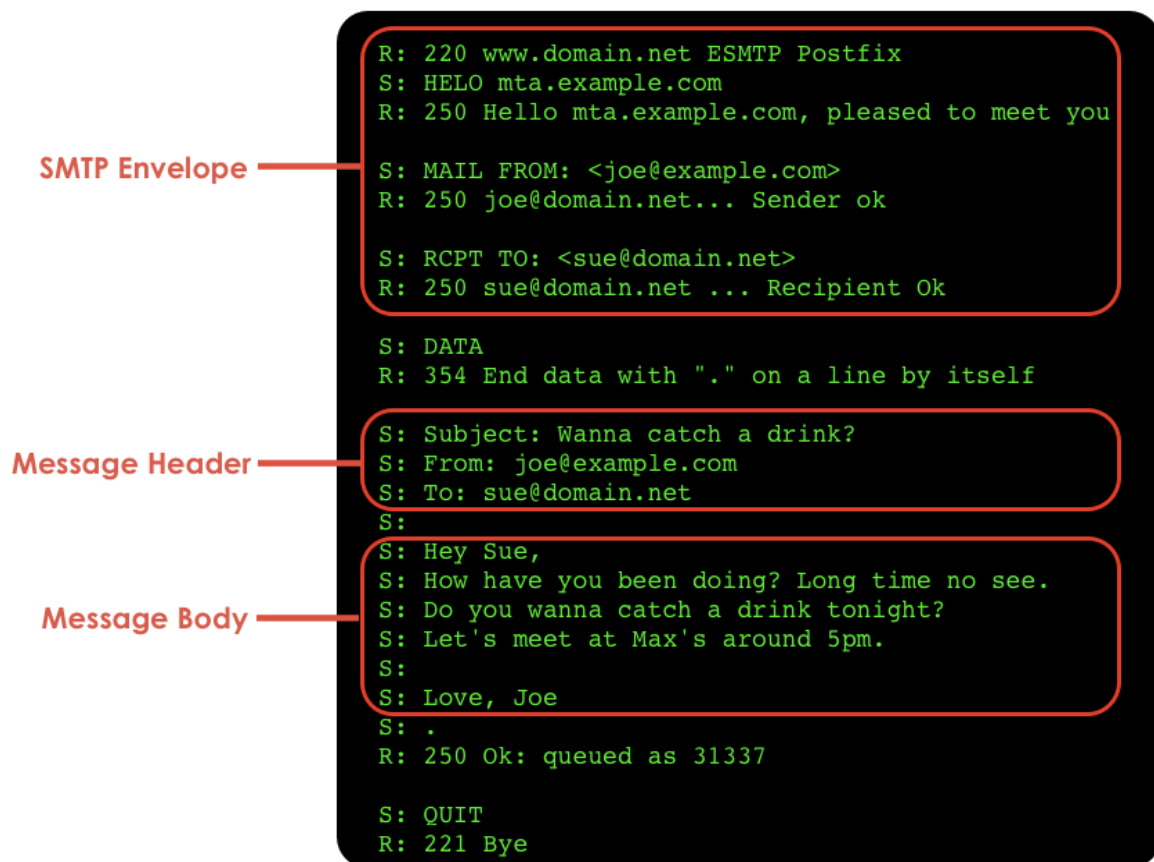 R: 220 www.domain.net ESMTP Postfix
S: HELO mta.example.com
R: 250 Hello mta.example.com, pleased to meet you
SMTP Envelope
S: MAIL FROM: <joe@example.com>
R: 250 joe@domain.net... Sender ok
S: RCPT TO: <sue@domain.net>
R: 250 sue@domain.net ... Recipient Ok
S: DATA
R: 354 End data with "." on a line by itself
Message Header
S: Subject: Wanna catch a drink?
S: From: joe@example.com
S: To: sue@domain.net
S:
Message Body
S: Hey Sue,
S: How have you been doing? Long time no see.
S: Do you wanna catch a drink tonight?
S: Let's meet at Max's around 5pm.
S:
S: Love, Joe
S: .
R: 250 Ok: queued as 31337
S: QUIT
R: 221 Bye